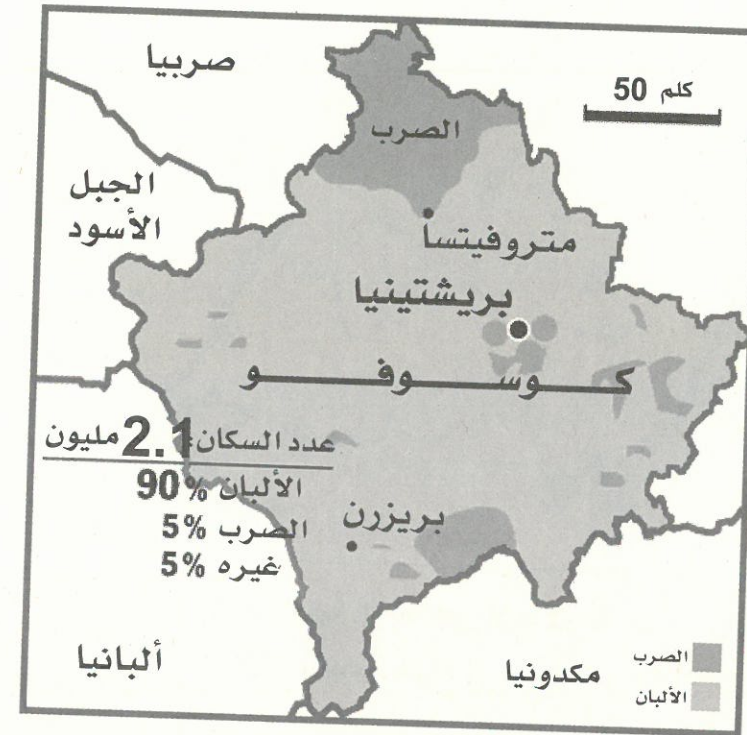 صربيا
كلم 50
الصرب
الجبل
الأسود
متروفيتسا
بريشتينيا
كـــوســـوفـــو
عدد السكان: 2.1 مليون
الألبان 90%
الصرب 5%
غيره 5%
بريزرن
ألبانيا
مكدونيا
الصرب
الألبان